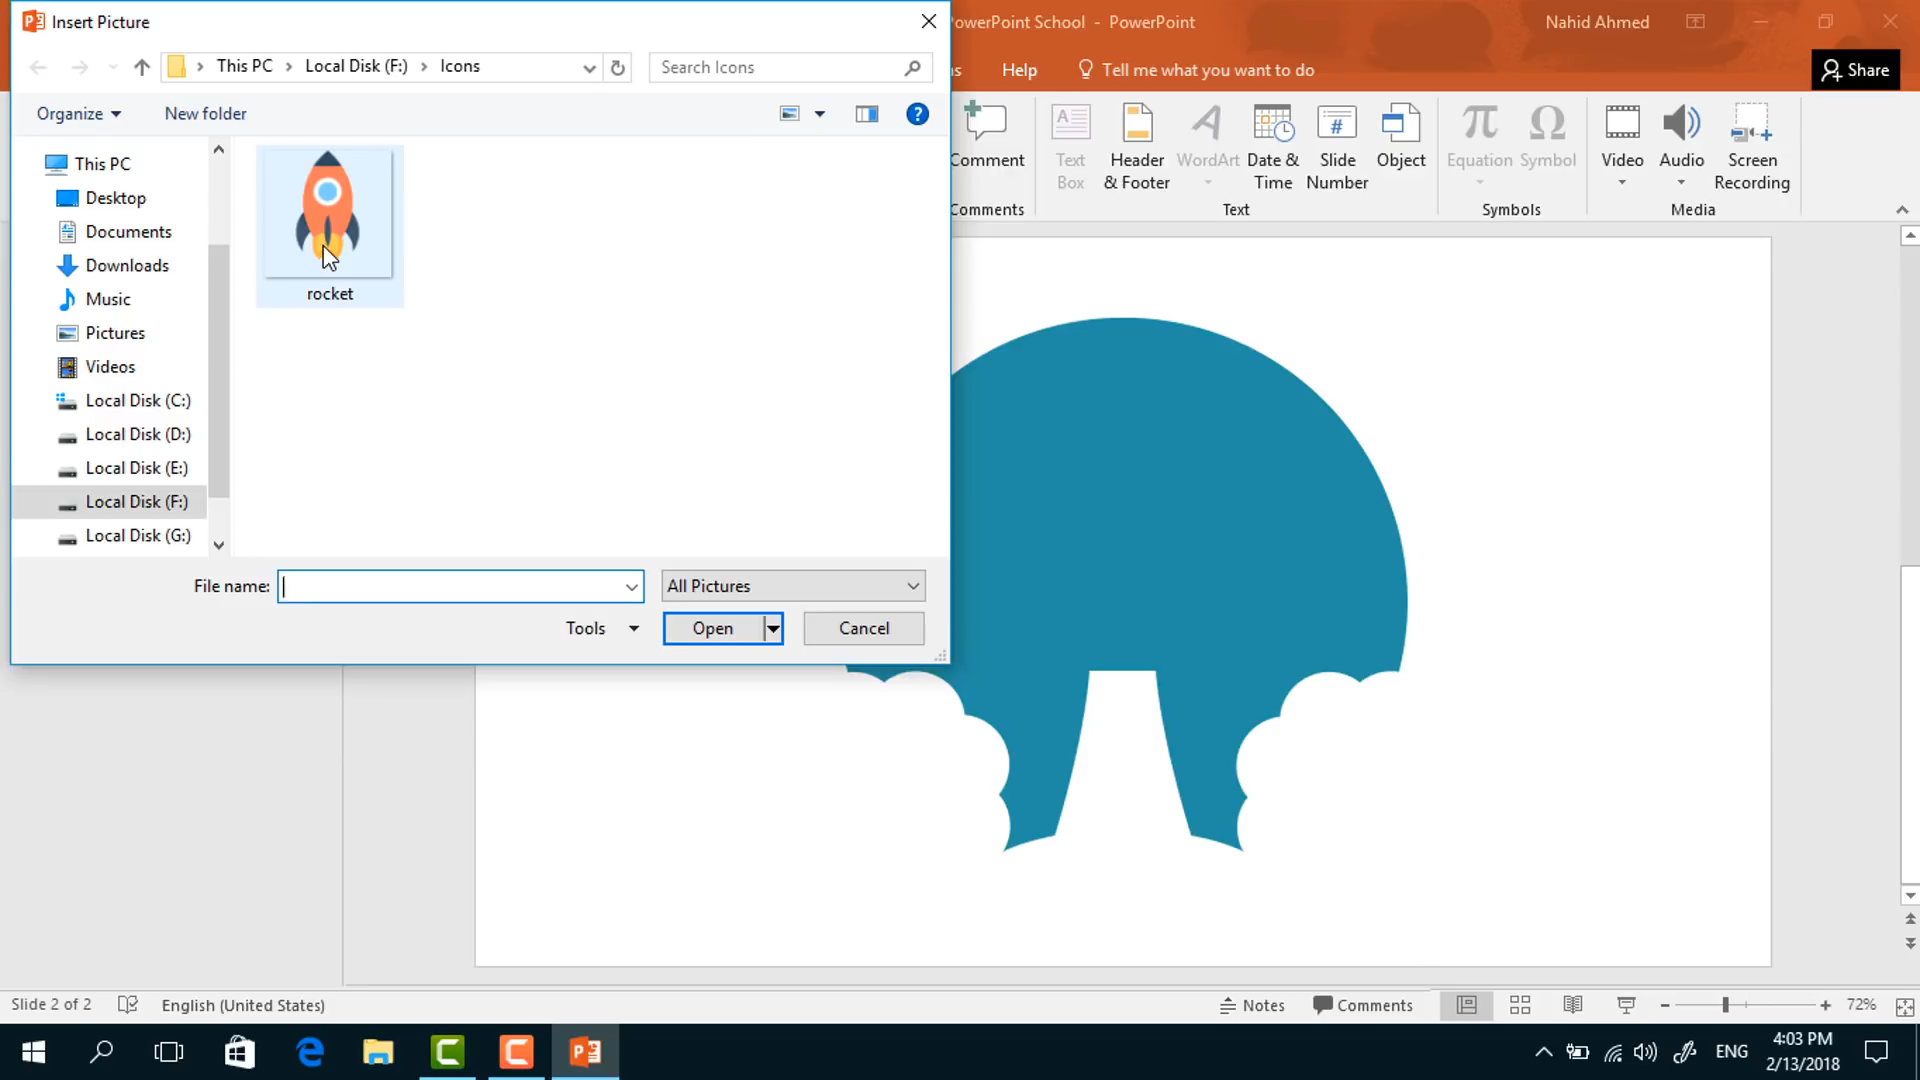 Insert Picture
PowerPoint School - PowerPoint
Nahid Ahmed
This PC
Local Disk (F:)
Icons
Search Icons
Help
Tell me what you want to do
Share
Organize
New folder
Comment
Text Box
Header & Footer
WordArt
Date & Time
Slide Number
Object
Equation
Symbol
Video
Audio
Screen Recording
Comments
Text
Symbols
Media
This PC
Desktop
Documents
Downloads
Music
Pictures
Videos
Local Disk (C:)
Local Disk (D:)
Local Disk (E:)
Local Disk (F:)
Local Disk (G:)
rocket
File name:
All Pictures
Tools
Open
Cancel
Slide 2 of 2
English (United States)
Notes
Comments
72%
ENG
4:03 PM
2/13/2018